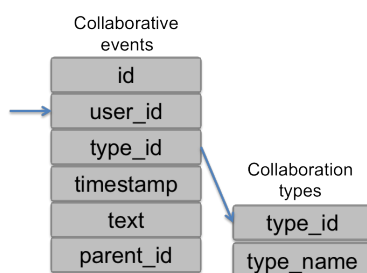 Collaborative
events
id
user_id
type_id
timestamp
text
parent_id
Collaboration
types
type_id
type_name